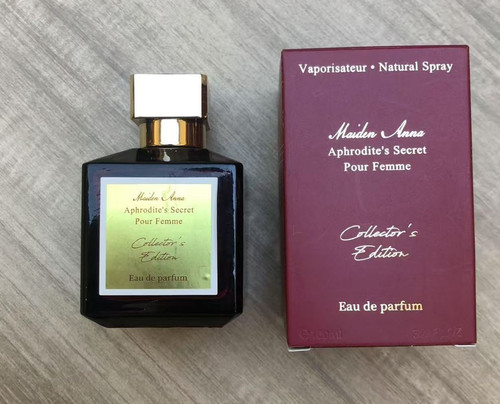 Maiden Anna
Aphrodite's Secret
Pour Femme
Collector's
Edition
Eau de parfum
Vaporisateur • Natural Spray
Maiden Anna
Aphrodite's Secret
Pour Femme
Collector's
Edition
Eau de parfum